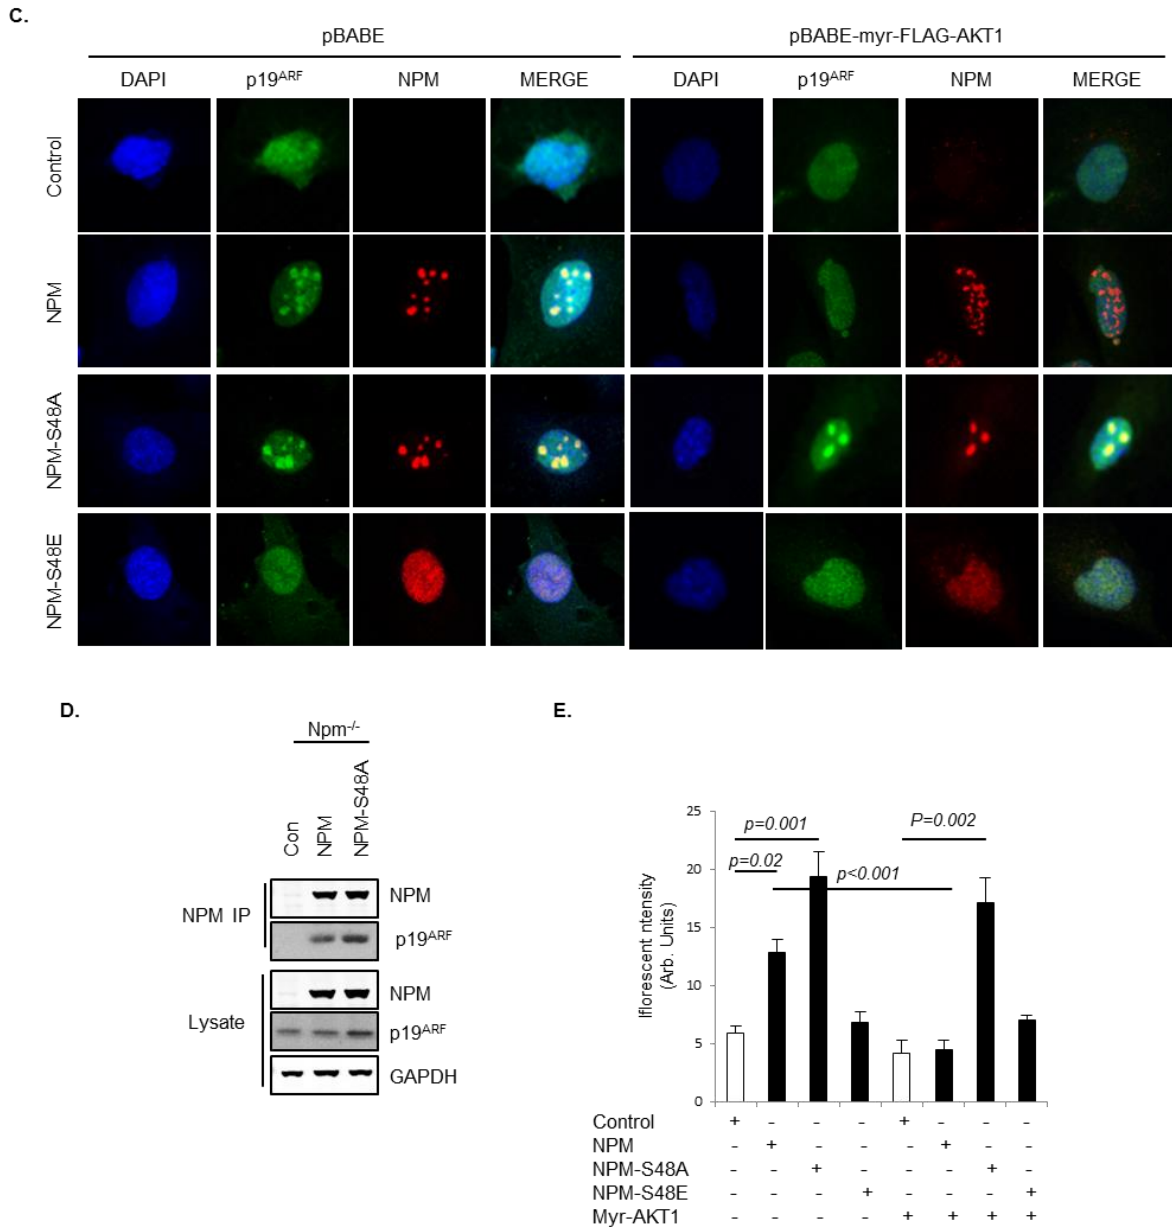 C.
pBABE pBABE-myr-FLAG-AKT1
DAPI p19ARF NPM MERGE DAPI p19ARF NPM MERGE
Control
NPM
NPM-S48A
NPM-S48E
D.
Npm-/-
Con NPM NPM-S48A
NPM IP
NPM
p19ARF
Lysate
NPM
p19ARF
GAPDH
E.
Iflorescent ntensity
(Arb. Units)
25
20
15
10
5
0
p=0.001 P=0.002
p=0.02
p<0.001
Control + - - - + - - -
NPM - + - - - + - -
NPM-S48A - - + - - - + -
NPM-S48E - - - + - - - +
Myr-AKT1 - - - - + + + +